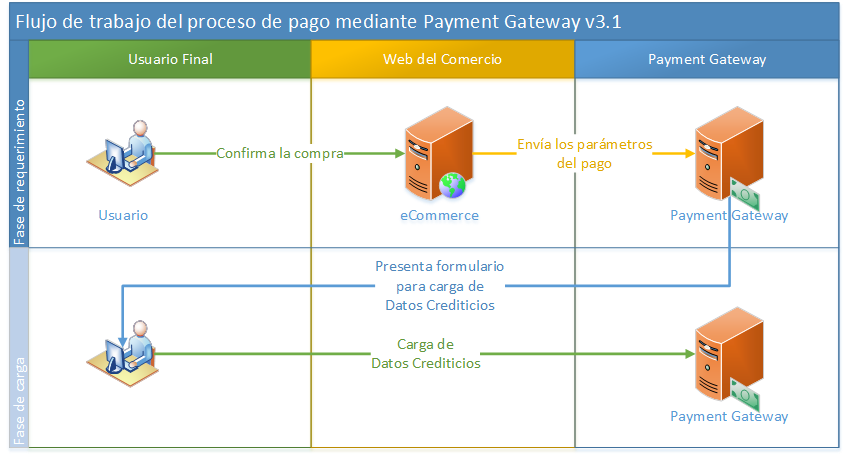 Flujo de trabajo del proceso de pago mediante Payment Gateway v3.1
Usuario Final
Web del Comercio
Payment Gateway
Fase de requerimiento
Confirma la compra
Envía los parámetros
del pago
Usuario
eCommerce
Payment Gateway
Fase de carga
Presenta formulario
para carga de
Datos Crediticios
Carga de
Datos Crediticios
Payment Gateway